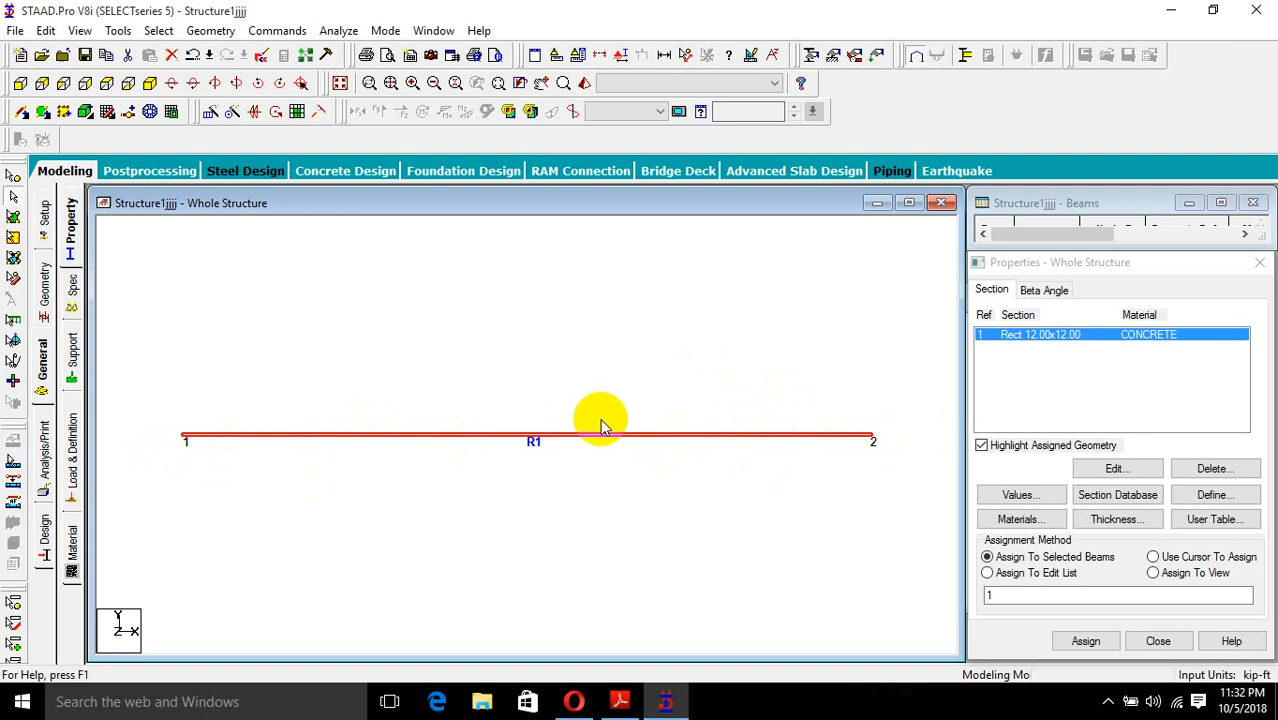 STAAD.Pro V8i (SELECTseries 5) - Structure1jjjj
File Edit View Tools Select Geometry Commands Analyze Mode Window Help
Modeling Postprocessing Steel Design Concrete Design Foundation Design RAM Connection Bridge Deck Advanced Slab Design Piping Earthquake
Setup
Geometry
General
Analysis/Print
Design
Property
Spec
Support
Load & Definition
Material
Structure1jjjj - Whole Structure
1
R1
2
Y
Z X
Structure1jjjj - Beams
Properties - Whole Structure
Section Beta Angle
Ref Section Material
1 Rect 12.00x12.00 CONCRETE
Highlight Assigned Geometry
Edit... Delete...
Values... Section Database Define...
Materials... Thickness... User Table...
Assignment Method
Assign To Selected Beams Use Cursor To Assign
Assign To Edit List Assign To View
1
Assign Close Help
For Help, press F1 Modeling Mo Input Units: kip-ft
Search the web and Windows
11:32 PM
10/5/2018